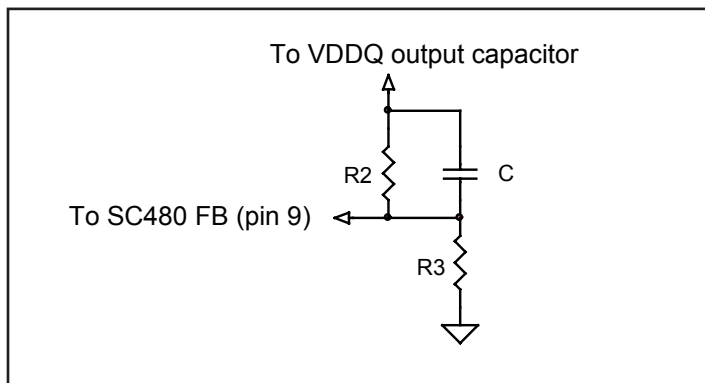 To VDDQ output capacitor
R2
C
To SC480 FB (pin 9)
R3